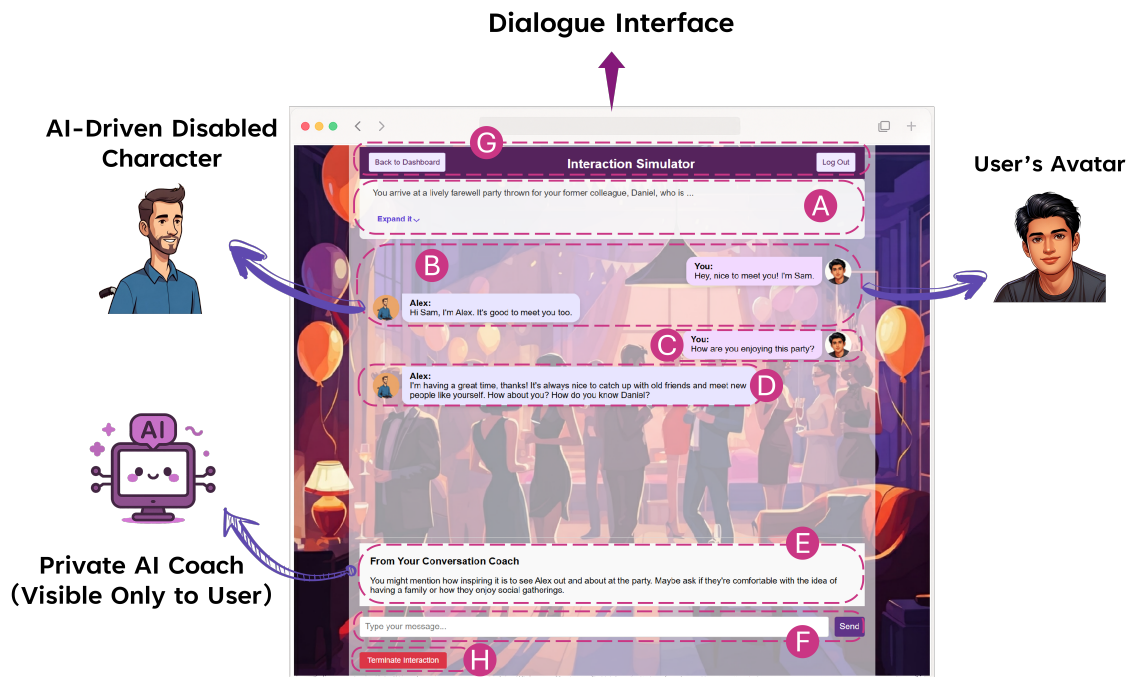 Dialogue Interface
AI-Driven Disabled
Character
User's Avatar
G
Back to Dashboard
Interaction Simulator
Log Out
You arrive at a lively farewell party thrown for your former colleague, Daniel, who is ...
A
Expand it
B
You:
Hey, nice to meet you! I'm Sam.
Alex:
Hi Sam, I'm Alex. It's good to meet you too.
C
You:
How are you enjoying this party?
Alex:
I'm having a great time, thanks! It's always nice to catch up with old friends and meet new
people like yourself. How about you? How do you know Daniel?
D
AI
Private AI Coach
(Visible Only to User)
E
From Your Conversation Coach
You might mention how inspiring it is to see Alex out and about at the party. Maybe ask if they're comfortable with the idea of
having a family or how they enjoy social gatherings.
Type your message...
Send
F
Terminate Interaction
H